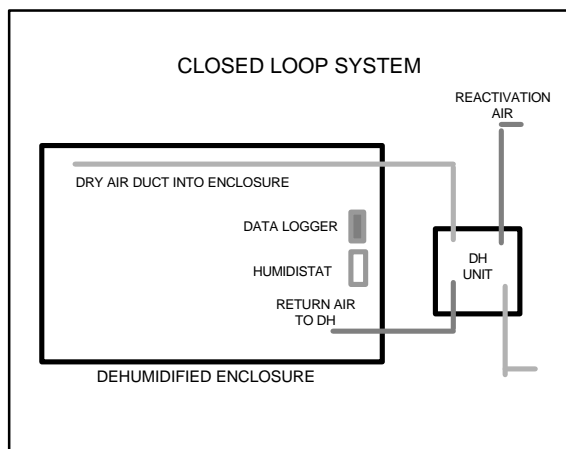 CLOSED LOOP SYSTEM
REACTIVATION
AIR
DRY AIR DUCT INTO ENCLOSURE
DATA LOGGER
HUMIDISTAT
DH
UNIT
RETURN AIR
TO DH
DEHUMIDIFIED ENCLOSURE